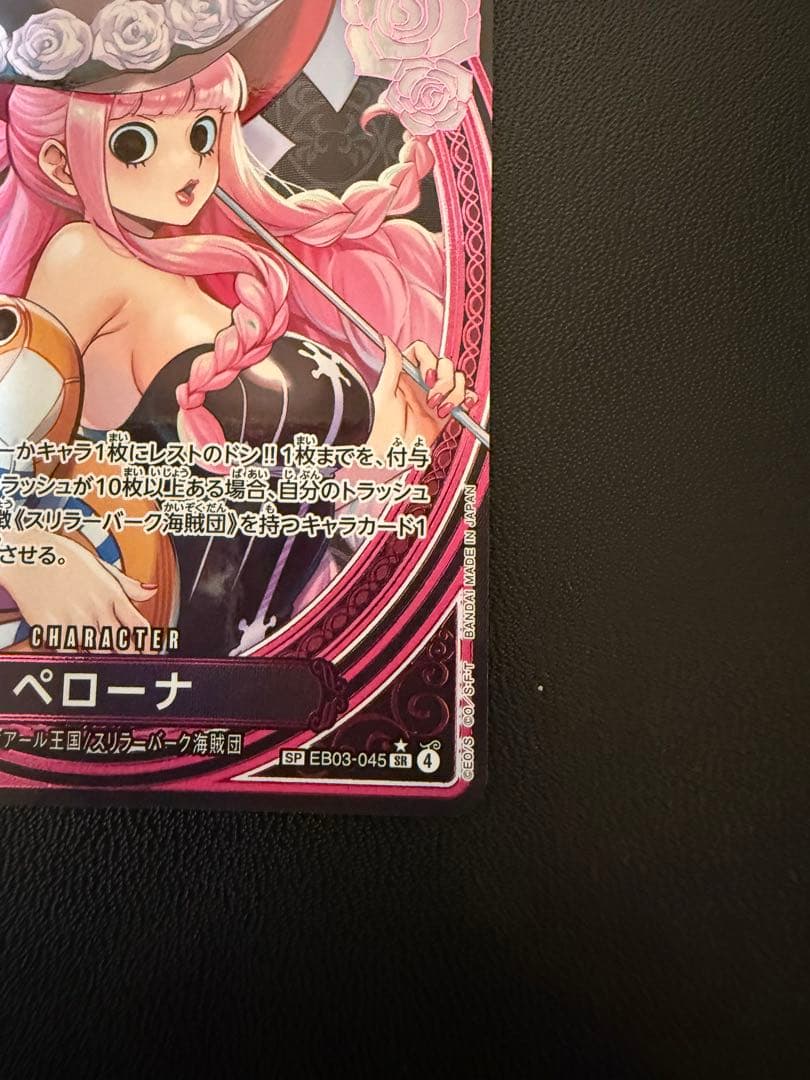 ーかキャラ1枚にレストのドン!!1枚までを、付与
ラッシュが10枚以上ある場合、自分のトラッシュ
徴《スリラーバーク海賊団》を持つキャラカード1
させる。
CHARACTER
ペローナ
アール王国/スリラーバーク海賊団
SP EB03-045 SR 4
©EO/S ©O/S・F・T BANDAI MADE IN JAPAN